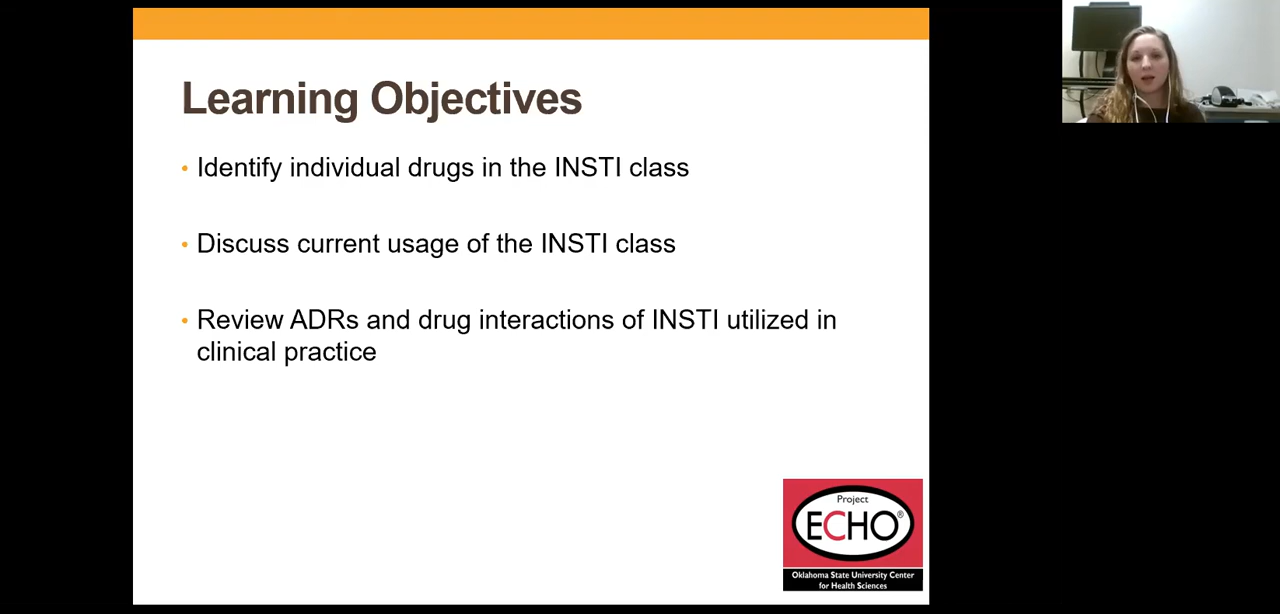 Learning Objectives
• Identify individual drugs in the INSTI class
• Discuss current usage of the INSTI class
• Review ADRs and drug interactions of INSTI utilized in
clinical practice
Project
ECHO®
Oklahoma State University Center
for Health Sciences